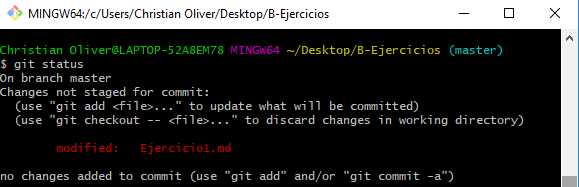 MINGW64:/c/Users/Christian Oliver/Desktop/B-Ejercicios
Christian Oliver@LAPTOP-52A8EM78 MINGW64 ~/Desktop/B-Ejercicios (master)
$ git status
On branch master
Changes not staged for commit:
  (use "git add <file>..." to update what will be committed)
  (use "git checkout -- <file>..." to discard changes in working directory)
        modified:   Ejercicio1.md
no changes added to commit (use "git add" and/or "git commit -a")